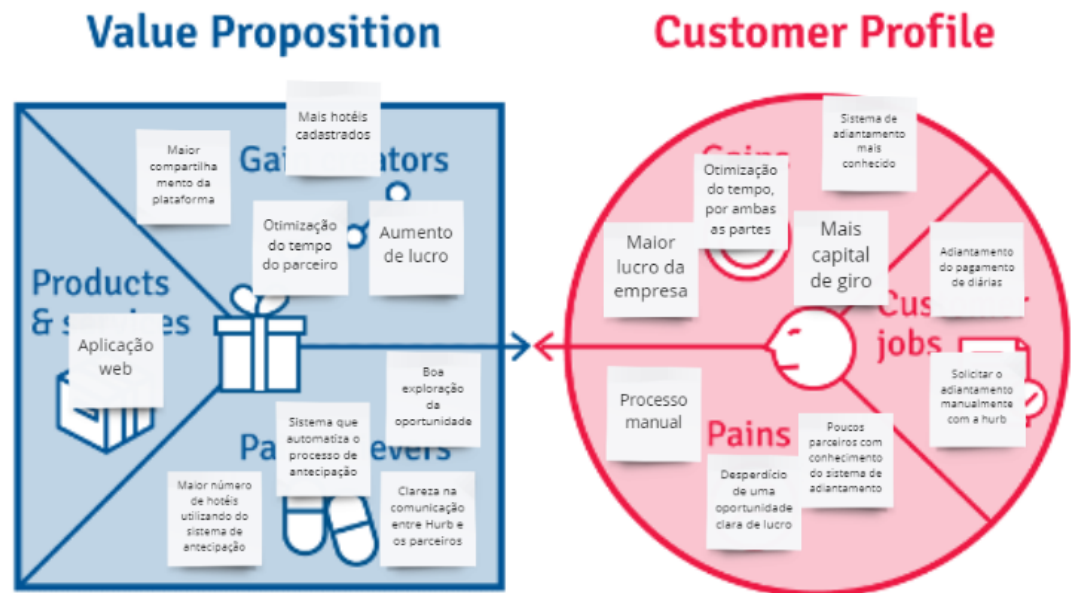 Value Proposition
Customer Profile
Mais hotéis
cadastrados
Maior
compartilha
mento da
plataforma
Gain
Otimização
do tempo
do parceiro
Aumento
de lucro
Products
& services
Aplicação
web
Boa
exploração
da
oportunidade
Sistema que
automatiza o
processo de
antecipação
Maior número
de hotéis
utilizando do
sistema de
antecipação
Clareza na
comunicação
entre Hurb e
os parceiros
Sistema de
adiantamento
mais
conhecido
Gains
Otimização
do tempo,
por ambas
as partes
Maior
lucro da
empresa
Mais
capital
de giro
Adiantamento
do pagamento
de diárias
Customer
jobs
Solicitar o
adiantamento
manualmente
com a hurb
Processo
manual
Pains
Poucos
parceiros com
conhecimento
do sistema de
adiantamento
Desperdício
de uma
oportunidade
clara de lucro